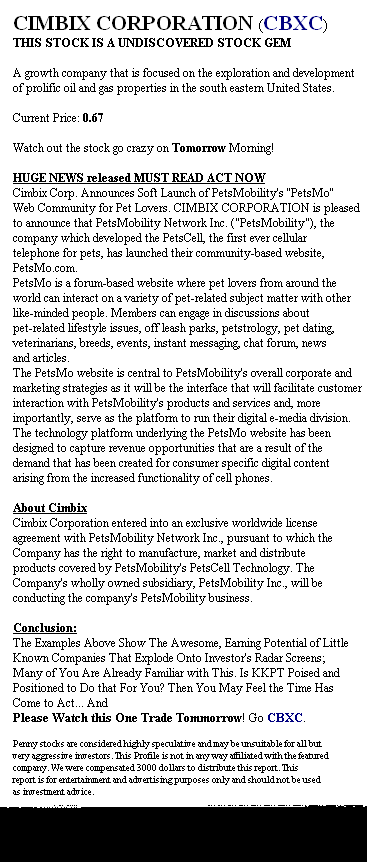 CIMBIX CORPORATION (CBXC)
THIS STOCK IS A UNDISCOVERED STOCK GEM
A growth company that is focused on the exploration and development
of prolific oil and gas properties in the south eastern United States.
Current Price: 0.67
Watch out the stock go crazy on Tomorrow Morning!
HUGE NEWS released MUST READ ACT NOW
Cimbix Corp. Announces Soft Launch of PetsMobility's "PetsMo"
Web Community for Pet Lovers. CIMBIX CORPORATION is pleased
to announce that PetsMobility Network Inc. ("PetsMobility"), the
company which developed the PetsCell, the first ever cellular
telephone for pets, has launched their community-based website,
PetsMo.com.
PetsMo is a forum-based website where pet lovers from around the
world can interact on a variety of pet-related subject matter with other
like-minded people. Members can engage in discussions about
pet-related lifestyle issues, off leash parks, petstrology, pet dating,
veterinarians, breeds, events, instant messaging, chat forum, news
and articles.
The PetsMo website is central to PetsMobility's overall corporate and
marketing strategies as it will be the interface that will facilitate customer
interaction with PetsMobility's products and services and, more
importantly, serve as the platform to run their digital e-media division.
The technology platform underlying the PetsMo website has been
designed to capture revenue opportunities that are a result of the
demand that has been created for consumer specific digital content
arising from the increased functionality of cell phones.
About Cimbix
Cimbix Corporation entered into an exclusive worldwide license
agreement with PetsMobility Network Inc., pursuant to which the
Company has the right to manufacture, market and distribute
products covered by PetsMobility's PetsCell Technology. The
Company's wholly owned subsidiary, PetsMobility Inc., will be
conducting the company's PetsMobility business.
Conclusion:
The Examples Above Show The Awesome, Earning Potential of Little
Known Companies That Explode Onto Investor's Radar Screens;
Many of You Are Already Familiar with This. Is KKPT Poised and
Positioned to Do that For You? Then You May Feel the Time Has
Come to Act... And
Please Watch this One Trade Tommorrow! Go CBXC.
Penny stocks are considered highly speculative and may be unsuitable for all but
very aggressive investors. This Profile is not in any way affiliated with the featured
company. We were compensated 3000 dollars to distribute this report. This
report is for entertainment and advertising purposes only and should not be used
as investment advice.